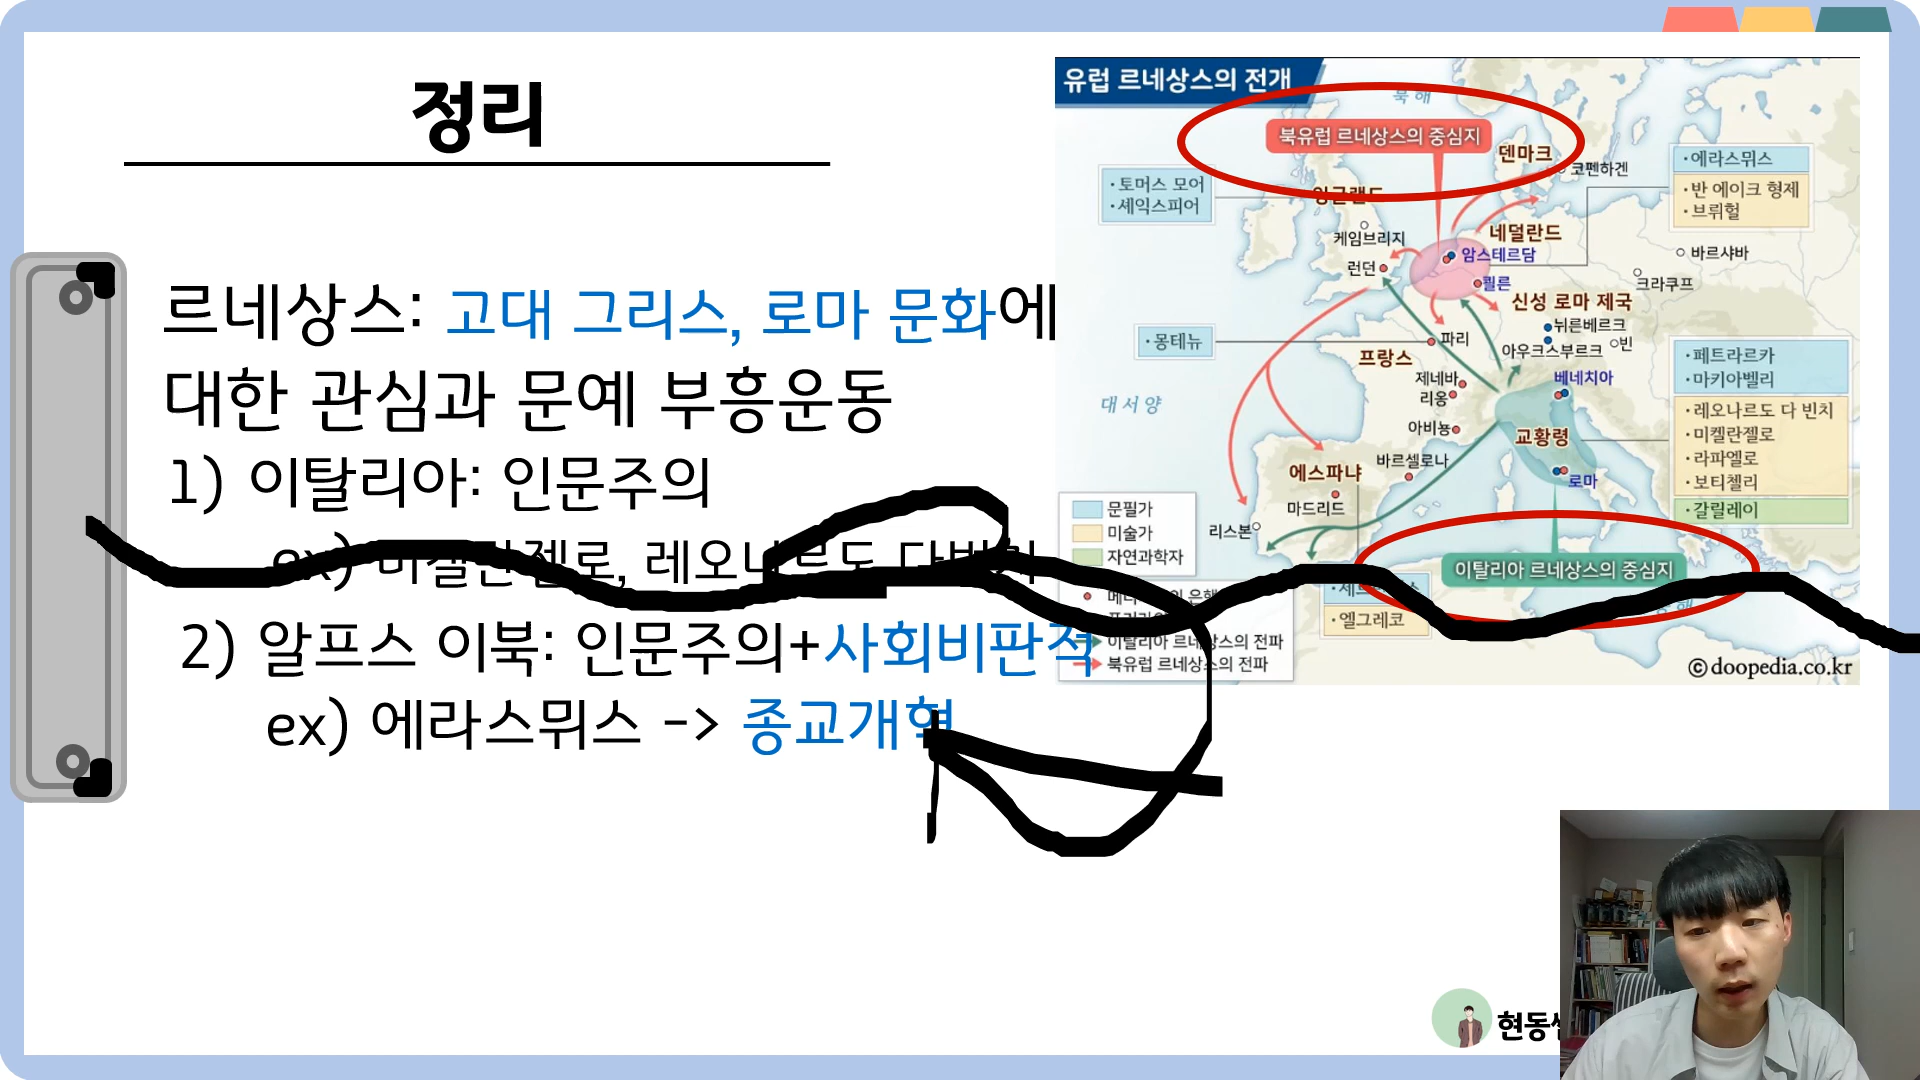 정리
르네상스: 고대 그리스, 로마 문화에
대한 관심과 문예 부흥운동
1) 이탈리아: 인문주의
ex) 미켈란젤로, 레오나르도 다빈치
2) 알프스 이북: 인문주의+사회비판적
ex) 에라스뮈스 -> 종교개혁
유럽 르네상스의 전개
북해
북유럽 르네상스의 중심지
덴마크
코펜하겐
·에라스뮈스
·반 에이크 형제
·브뤼헐
·토머스 모어
·셰익스피어
잉글랜드
케임브리지
런던
네덜란드
암스테르담
쾰른
바르샤바
크라쿠프
신성 로마 제국
뉘른베르크
아우크스부르크
빈
·몽테뉴
파리
프랑스
제네바
리옹
아비뇽
베네치아
·페트라르카
·마키아벨리
·레오나르도 다 빈치
·미켈란젤로
·라파엘로
·보티첼리
·갈릴레이
대서양
교황령
로마
에스파냐
바르셀로나
마드리드
리스본
문필가
미술가
자연과학자
이탈리아 르네상스의 중심지
·엘그레코
이탈리아 르네상스의 전파
북유럽 르네상스의 전파
ⓒdoopedia.co.kr
현동